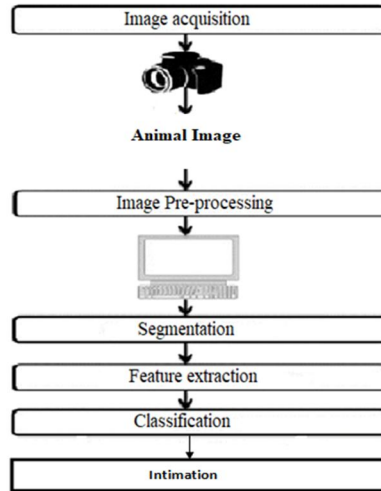 Image acquisition
Animal Image
Image Pre-processing
Segmentation
Feature extraction
Classification
Intimation